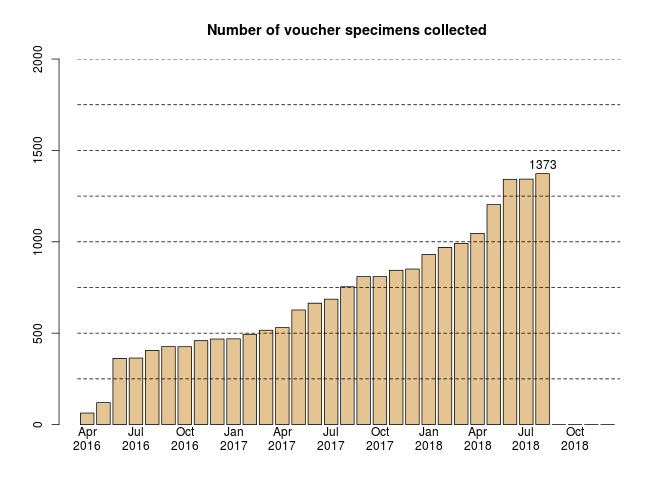 Number of voucher specimens collected
2000
1500
1000
500
0
1373
Apr 2016
Jul 2016
Oct 2016
Jan 2017
Apr 2017
Jul 2017
Oct 2017
Jan 2018
Apr 2018
Jul 2018
Oct 2018